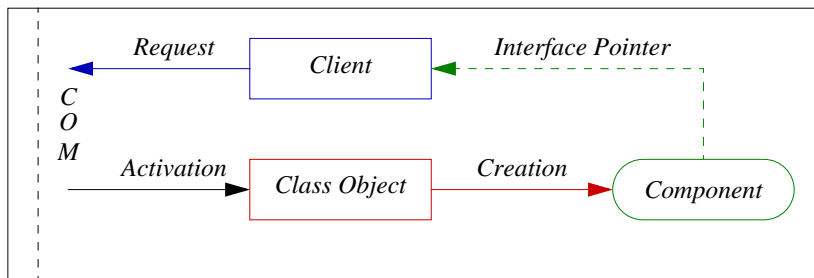 Request
Client
Interface Pointer
C
O
M
Activation
Class Object
Creation
Component